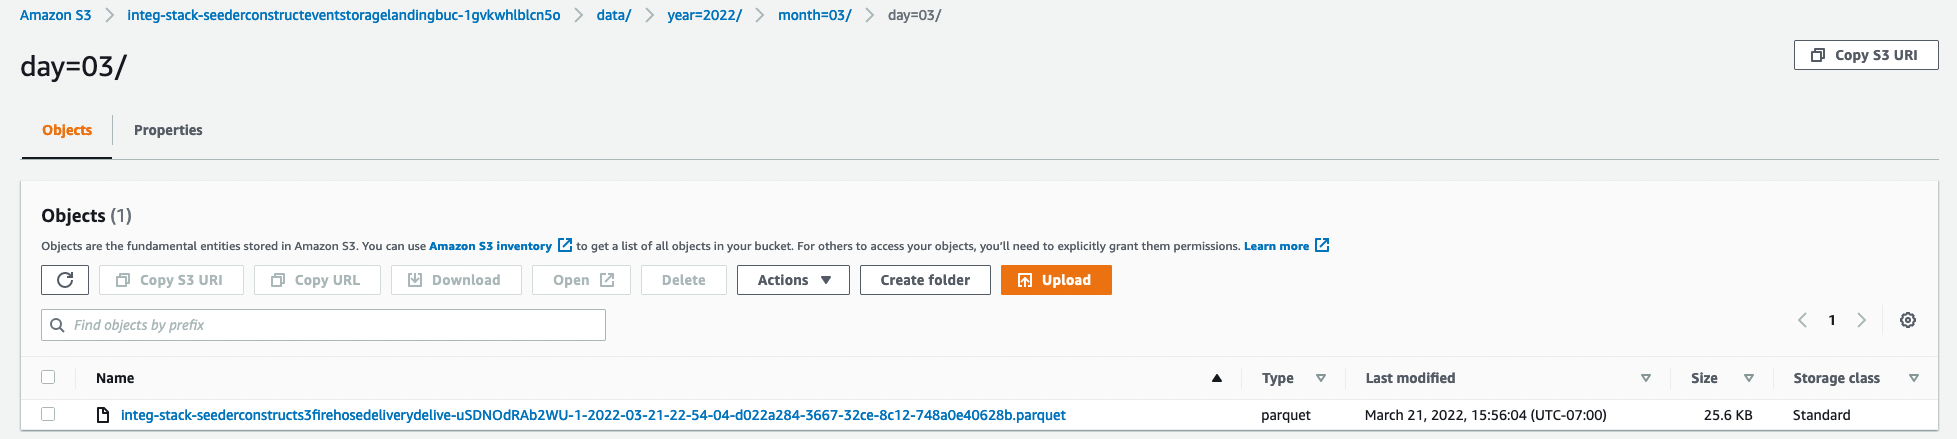 Amazon S3 > integ-stack-seederconstructeventstoragelandingbuc-1gvkwhlblcn5o > data/ > year=2022/ > month=03/ > day=03/
day=03/
Copy S3 URI
Objects Properties
Objects (1)
Objects are the fundamental entities stored in Amazon S3. You can use Amazon S3 inventory to get a list of all objects in your bucket. For others to access your objects, you'll need to explicitly grant them permissions. Learn more
Copy S3 URI Copy URL Download Open Delete Actions Create folder Upload
Find objects by prefix
1
Name Type Last modified Size Storage class
integ-stack-seederconstructs3firehosedeliverydelive-uSDNOdRAb2WU-1-2022-03-21-22-54-04-d022a284-3667-32ce-8c12-748a0e40628b.parquet parquet March 21, 2022, 15:56:04 (UTC-07:00) 25.6 KB Standard